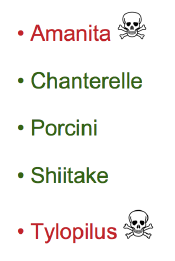 • Amanita ☠
• Chanterelle
• Porcini
• Shiitake
• Tylopilus ☠